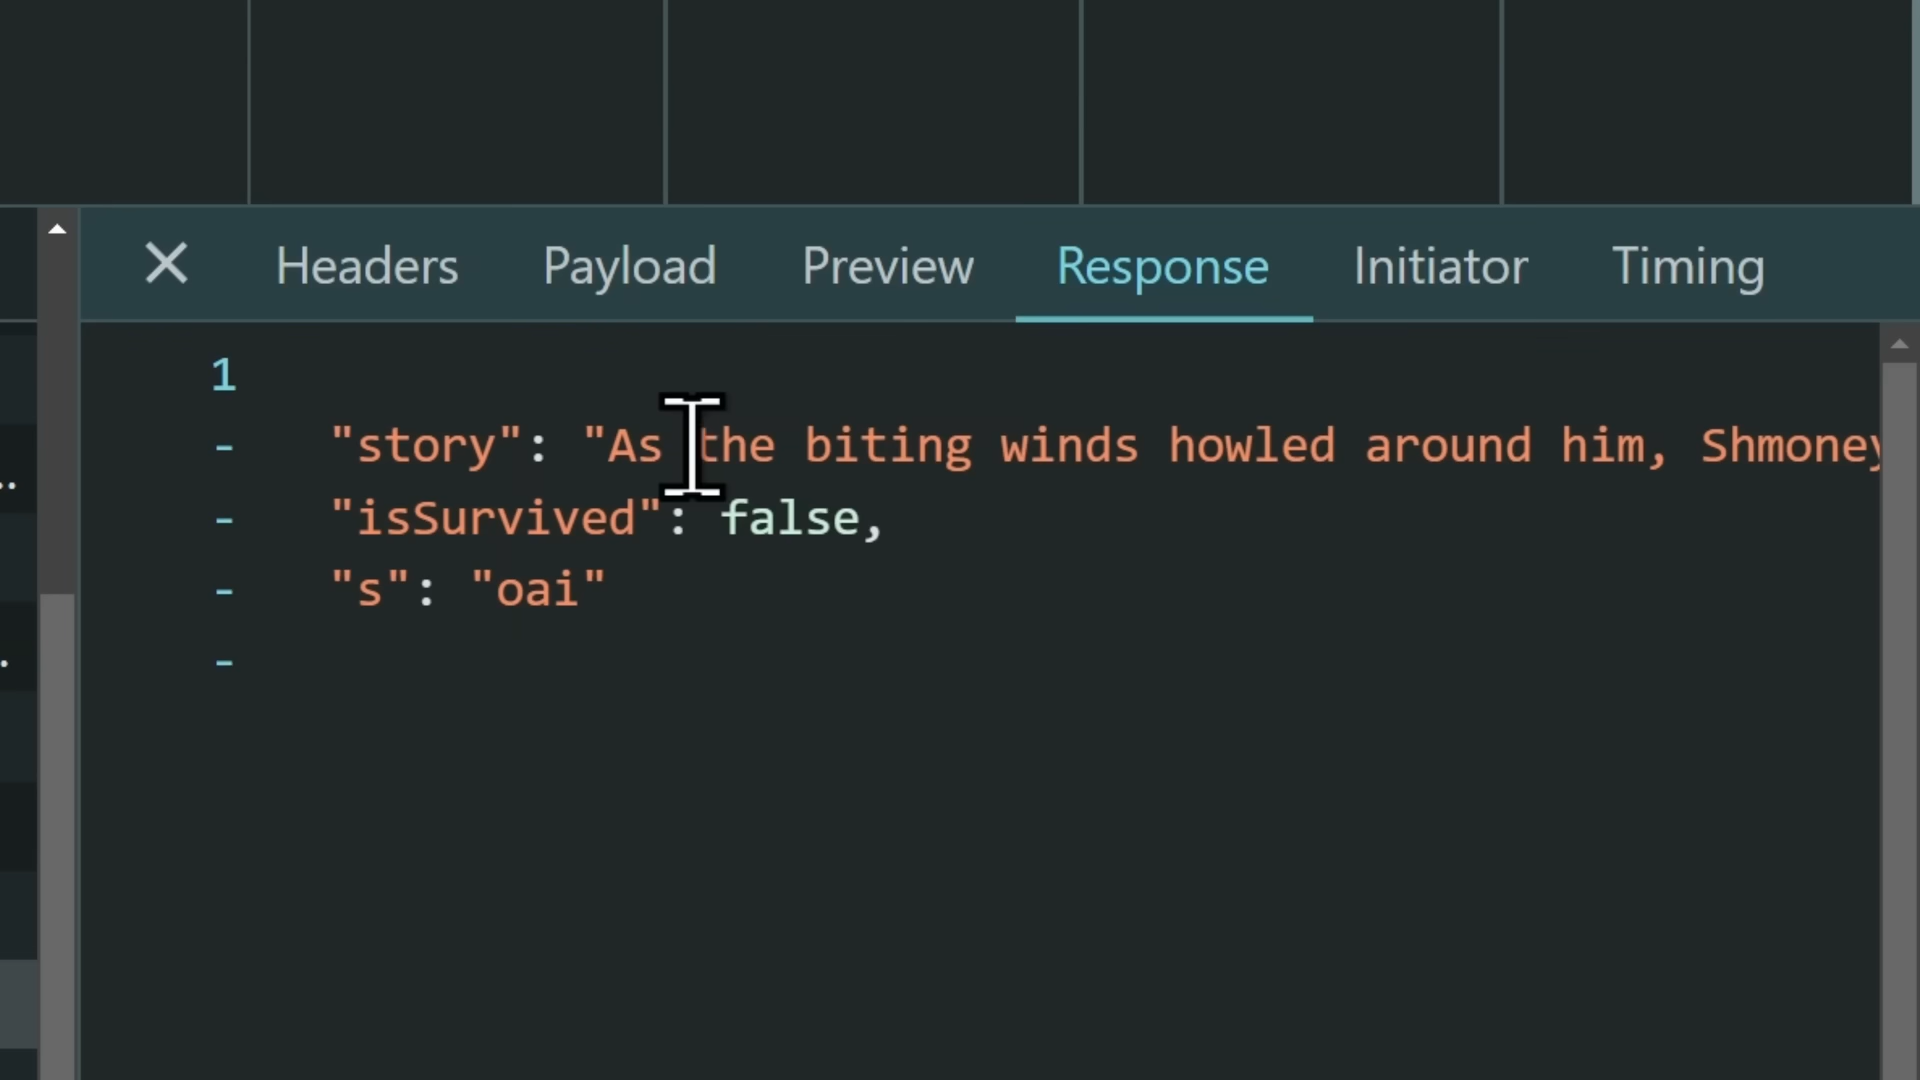 Headers Payload Preview Response Initiator Timing
1
- "story": "As the biting winds howled around him, Shmoney
- "isSurvived": false,
- "s": "oai"
-